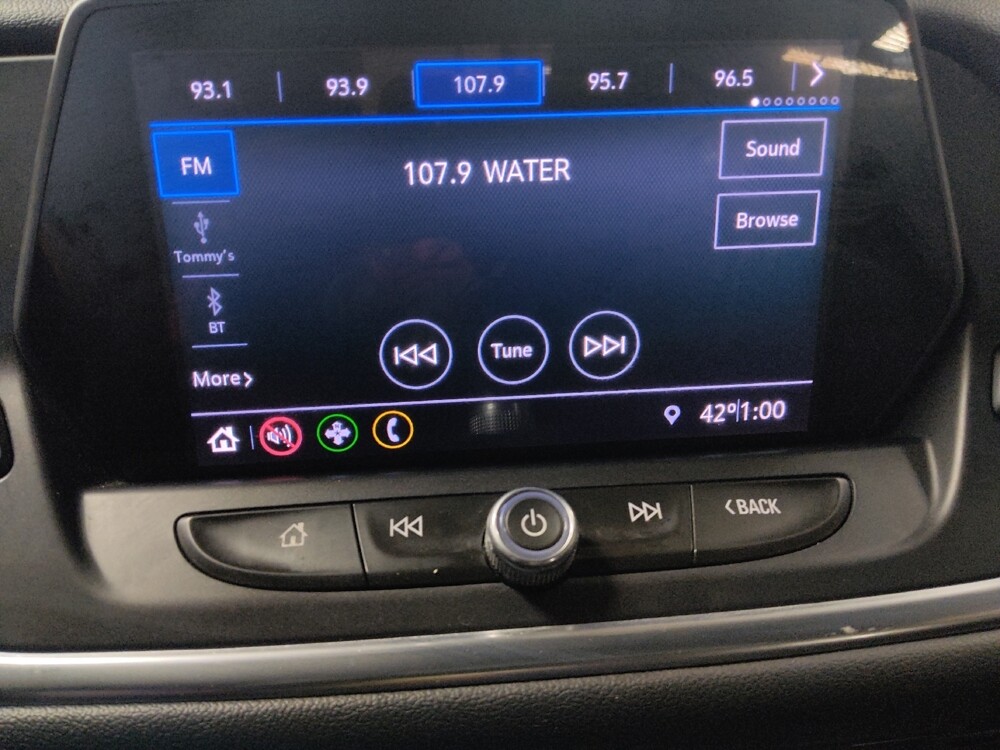 93.1 | 93.9 107.9 95.7 | 96.5 |
FM
107.9 WATER
Sound
Browse
Tommy's
BT
Tune
More
42° 1:00
BACK